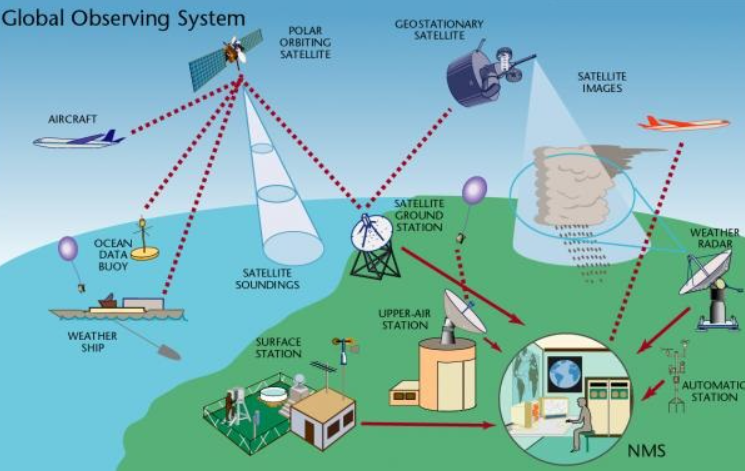 Global Observing System
POLAR
ORBITING
SATELLITE
GEOSTATIONARY
SATELLITE
SATELLITE
IMAGES
AIRCRAFT
SATELLITE
GROUND
STATION
WEATHER
RADAR
OCEAN
DATA
BUOY
SATELLITE
SOUNDINGS
WEATHER
SHIP
UPPER-AIR
STATION
SURFACE
STATION
AUTOMATIC
STATION
NMS